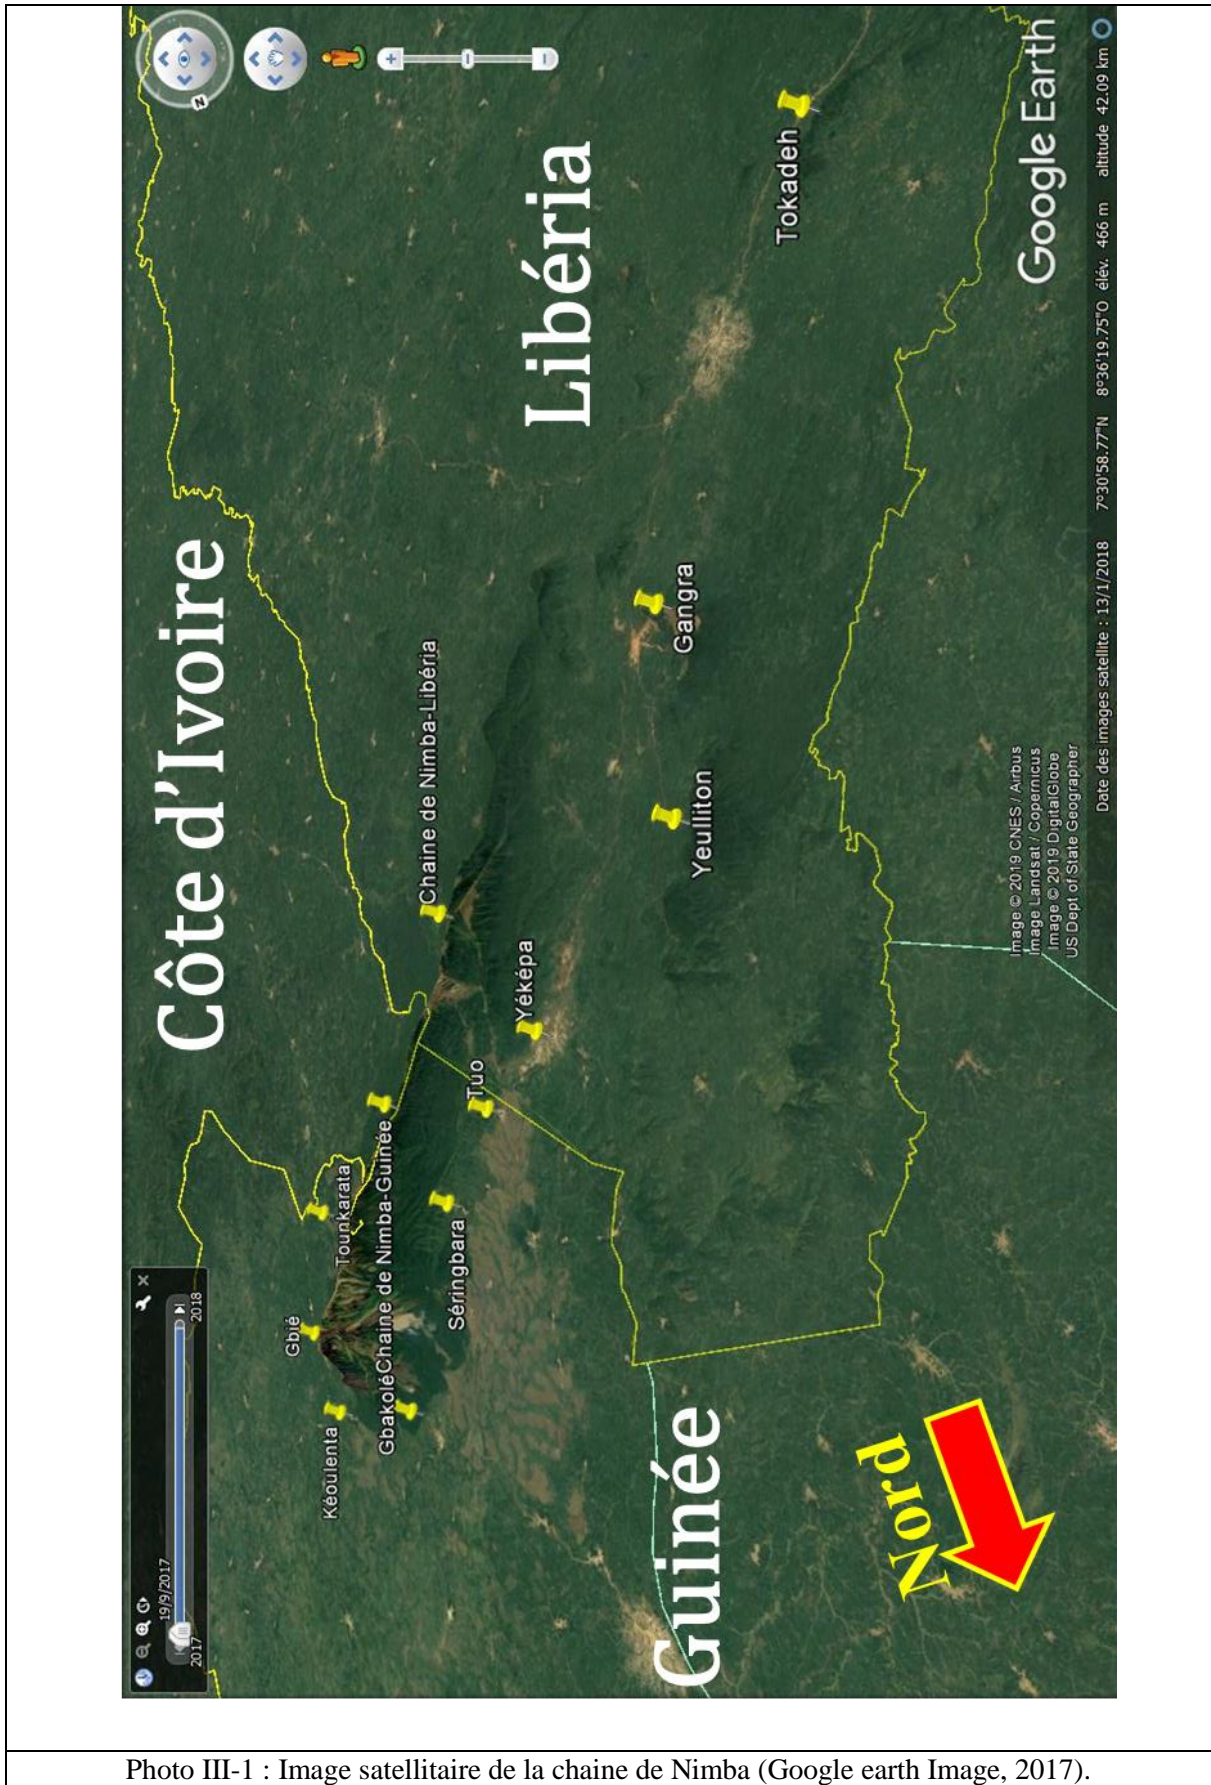 Côte d'Ivoire
Libéria
Guinée
Nord
Tokadeh
Gangra
Yeulliton
Chaine de Nimba-Libéria
Yéképa
Tuo
Tounkarata
Chaine de Nimba-Guinée
Séringbara
Gbié
Gbakolé
Kéoulenta
N
19/9/2017
2017
2018
Image © 2019 CNES / Airbus
Image Landsat / Copernicus
Image © 2019 DigitalGlobe
US Dept of State Geographer
Google Earth
Date des images satellite : 13/1/2018 7°30'58.77"N 8°36'19.75"O élév. 466 m altitude 42.09 km
Photo III-1 : Image satellitaire de la chaine de Nimba (Google earth Image, 2017).